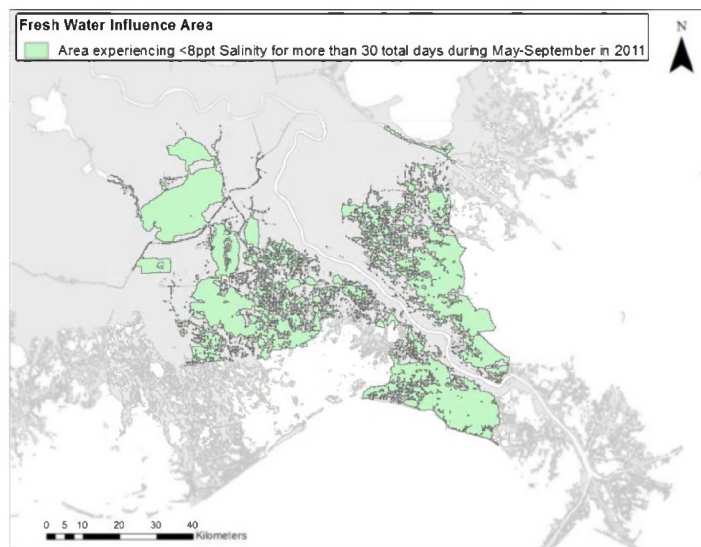 Fresh Water Influence Area
Area experiencing <8ppt Salinity for more than 30 total days during May-September in 2011
N
0 5 10 20 30 40
Kilometers